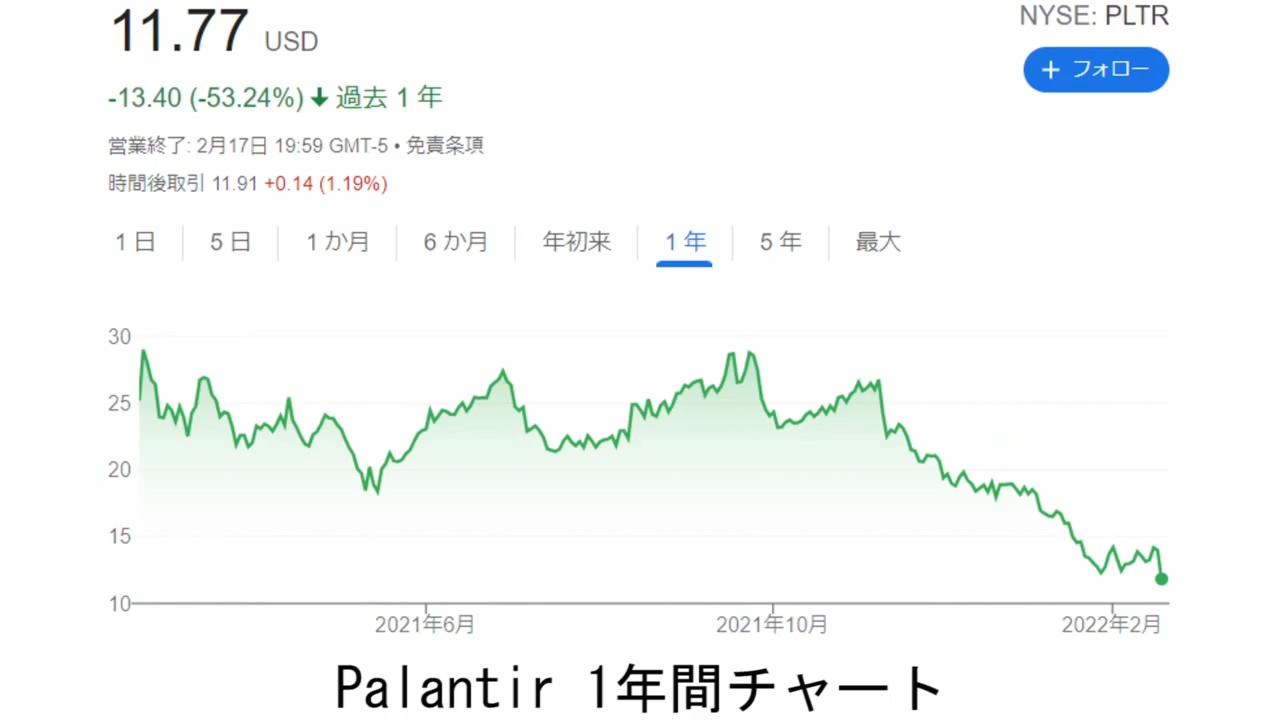 11.77 USD
NYSE: PLTR
+ フォロー
-13.40 (-53.24%) ↓ 過去 1 年
営業終了: 2月17日 19:59 GMT-5 • 免責条項
時間後取引 11.91 +0.14 (1.19%)
1 日 5 日 1 か月 6 か月 年初来 1 年 5 年 最大
30
25
20
15
10
2021年6月 2021年10月 2022年2月
Palantir 1年間チャート